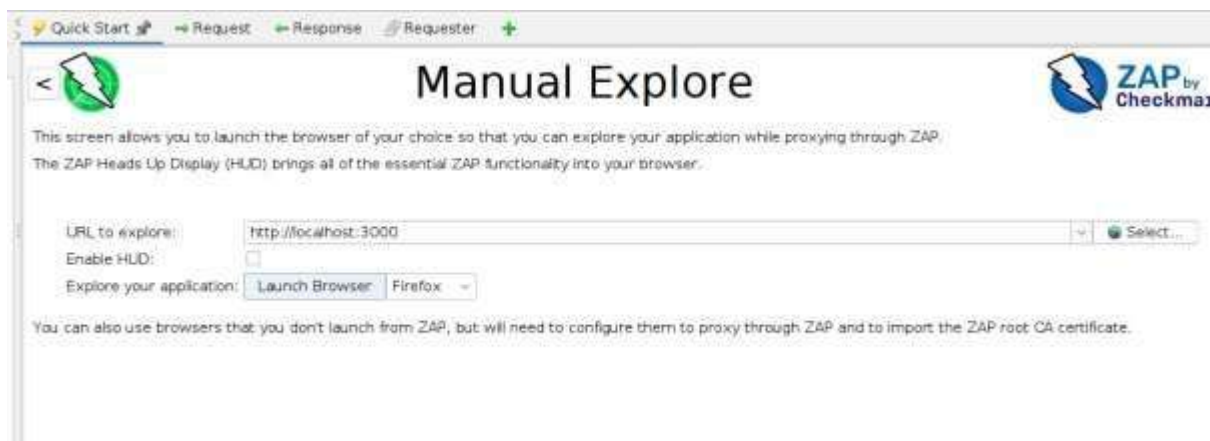 Quick Start Request Response Requester
<
Manual Explore
ZAP by
Checkmax
This screen allows you to launch the browser of your choice so that you can explore your application while proxying through ZAP.
The ZAP Heads Up Display (HUD) brings all of the essential ZAP functionality into your browser.
URL to explore: http://localhost:3000 Select...
Enable HUD:
Explore your application: Launch Browser Firefox
You can also use browsers that you don't launch from ZAP, but will need to configure them to proxy through ZAP and to import the ZAP root CA certificate.